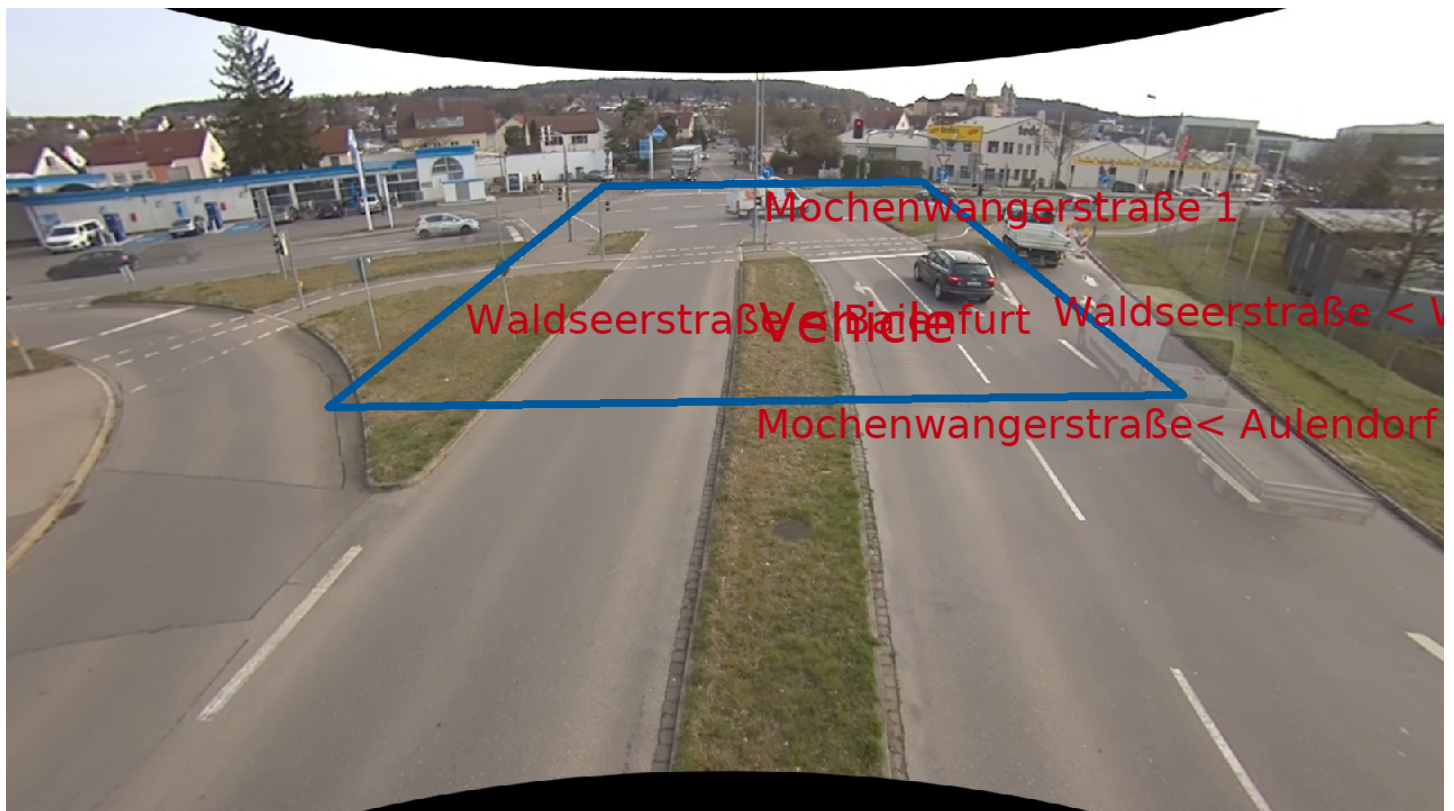 Mochenwangerstraße 1
Waldseerstraße < Baienfurt
Vehicle
Waldseerstraße < W
Mochenwangerstraße< Aulendorf